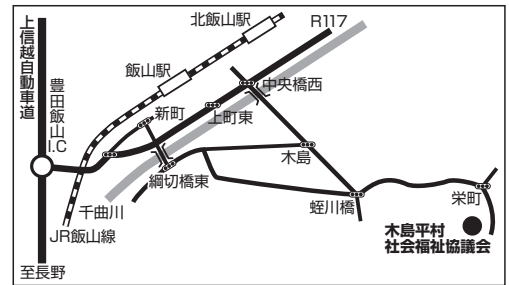 北飯山駅
R117
上信越自動車道
飯山駅
中央橋西
豊田飯山
I.C
新町
上町東
木島
綱切橋東
蛭川橋
栄町
千曲川
木島平村
社会福祉協議会
JR飯山線
至長野